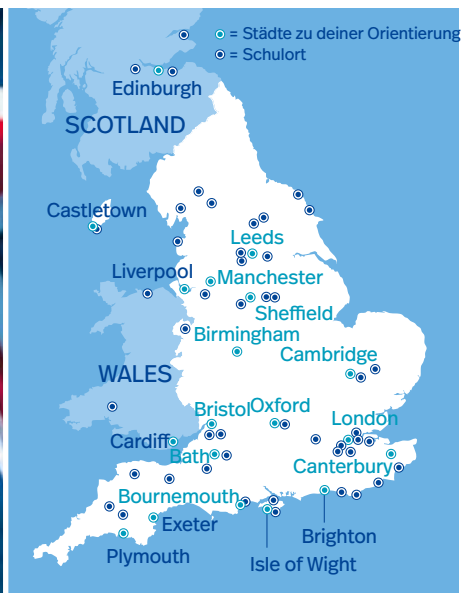 = Städte zu deiner Orientierung
= Schulort
Edinburgh
SCOTLAND
Castletown
Leeds
Liverpool
Manchester
Sheffield
Birmingham
Cambridge
WALES
Bristol
Oxford
London
Cardiff
Bath
Canterbury
Bournemouth
Exeter
Brighton
Plymouth
Isle of Wight